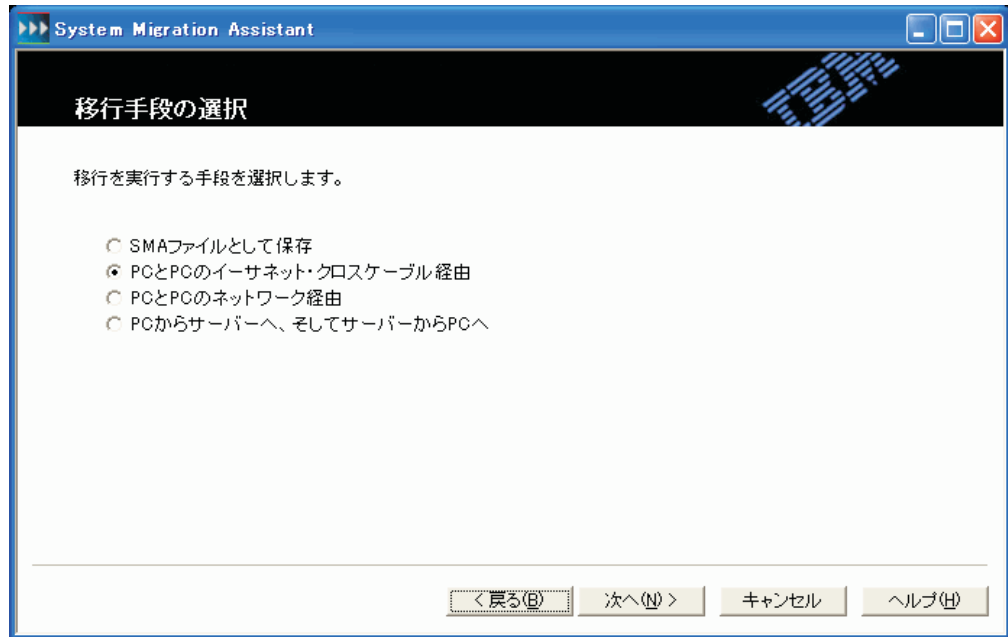 System Migration Assistant
IBM
移行手段の選択
移行を実行する手段を選択します。
SMAファイルとして保存
PCとPCのイーサネット・クロスケーブル経由
PCとPCのネットワーク経由
PCからサーバーへ、そしてサーバーからPCへ
< 戻る(B) 次へ(N) > キャンセル ヘルプ(H)